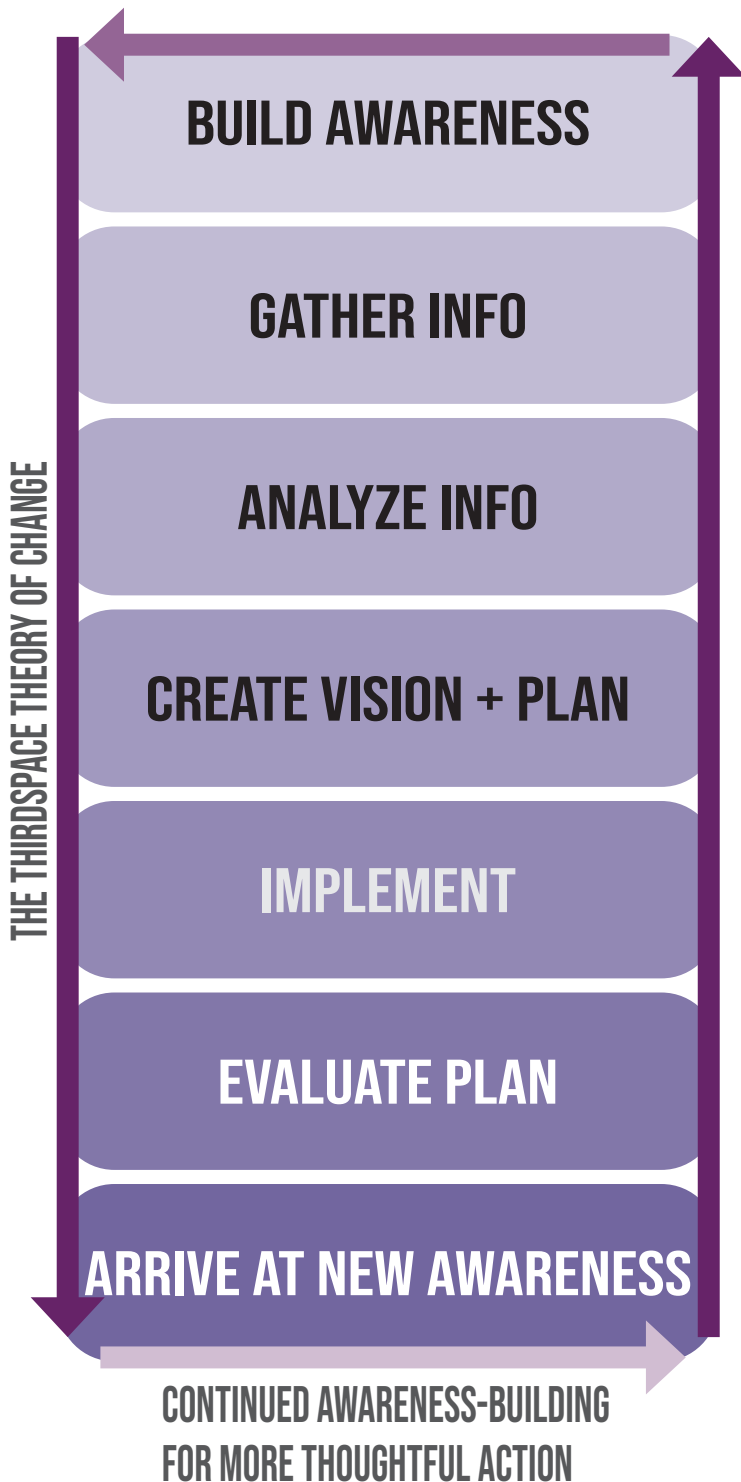 BUILD AWARENESS
GATHER INFO
ANALYZE INFO
CREATE VISION + PLAN
IMPLEMENT
EVALUATE PLAN
ARRIVE AT NEW AWARENESS
THE THIRDSPACE THEORY OF CHANGE
CONTINUED AWARENESS-BUILDING
FOR MORE THOUGHTFUL ACTION